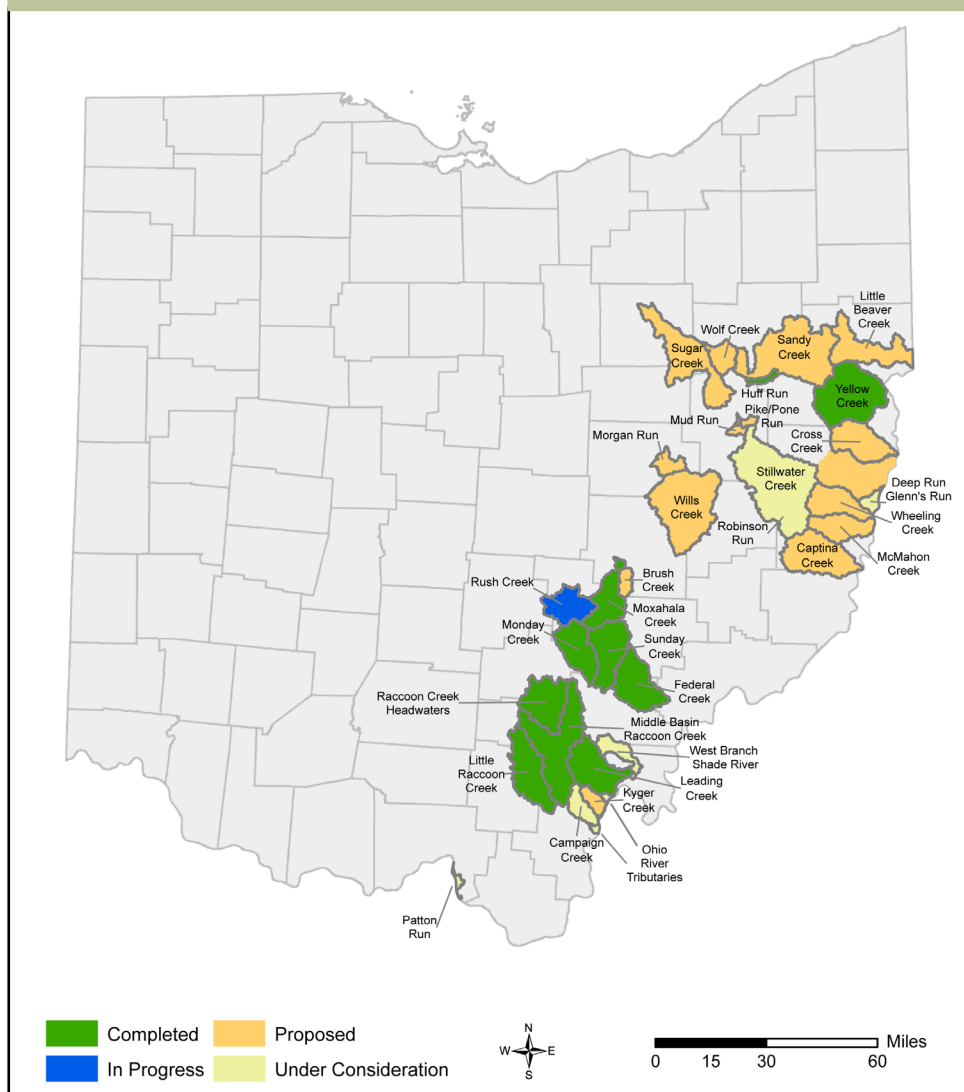 Little
Beaver
Creek
Wolf Creek
Sandy
Creek
Sugar
Creek
Huff Run
Yellow
Creek
Pike/Pone
Run
Mud Run
Cross
Creek
Morgan Run
Stillwater
Creek
Deep Run
Glenn's Run
Wills
Creek
Wheeling
Creek
Robinson
Run
Captina
Creek
McMahon
Creek
Rush Creek
Brush
Creek
Moxahala
Creek
Monday
Creek
Sunday
Creek
Federal
Creek
Raccoon Creek
Headwaters
Middle Basin
Raccoon Creek
West Branch
Shade River
Little
Raccoon
Creek
Leading
Creek
Kyger
Creek
Campaign
Creek
Ohio
River
Tributaries
Patton
Run
Completed
Proposed
In Progress
Under Consideration
N
W E
S
Miles
0 15 30 60